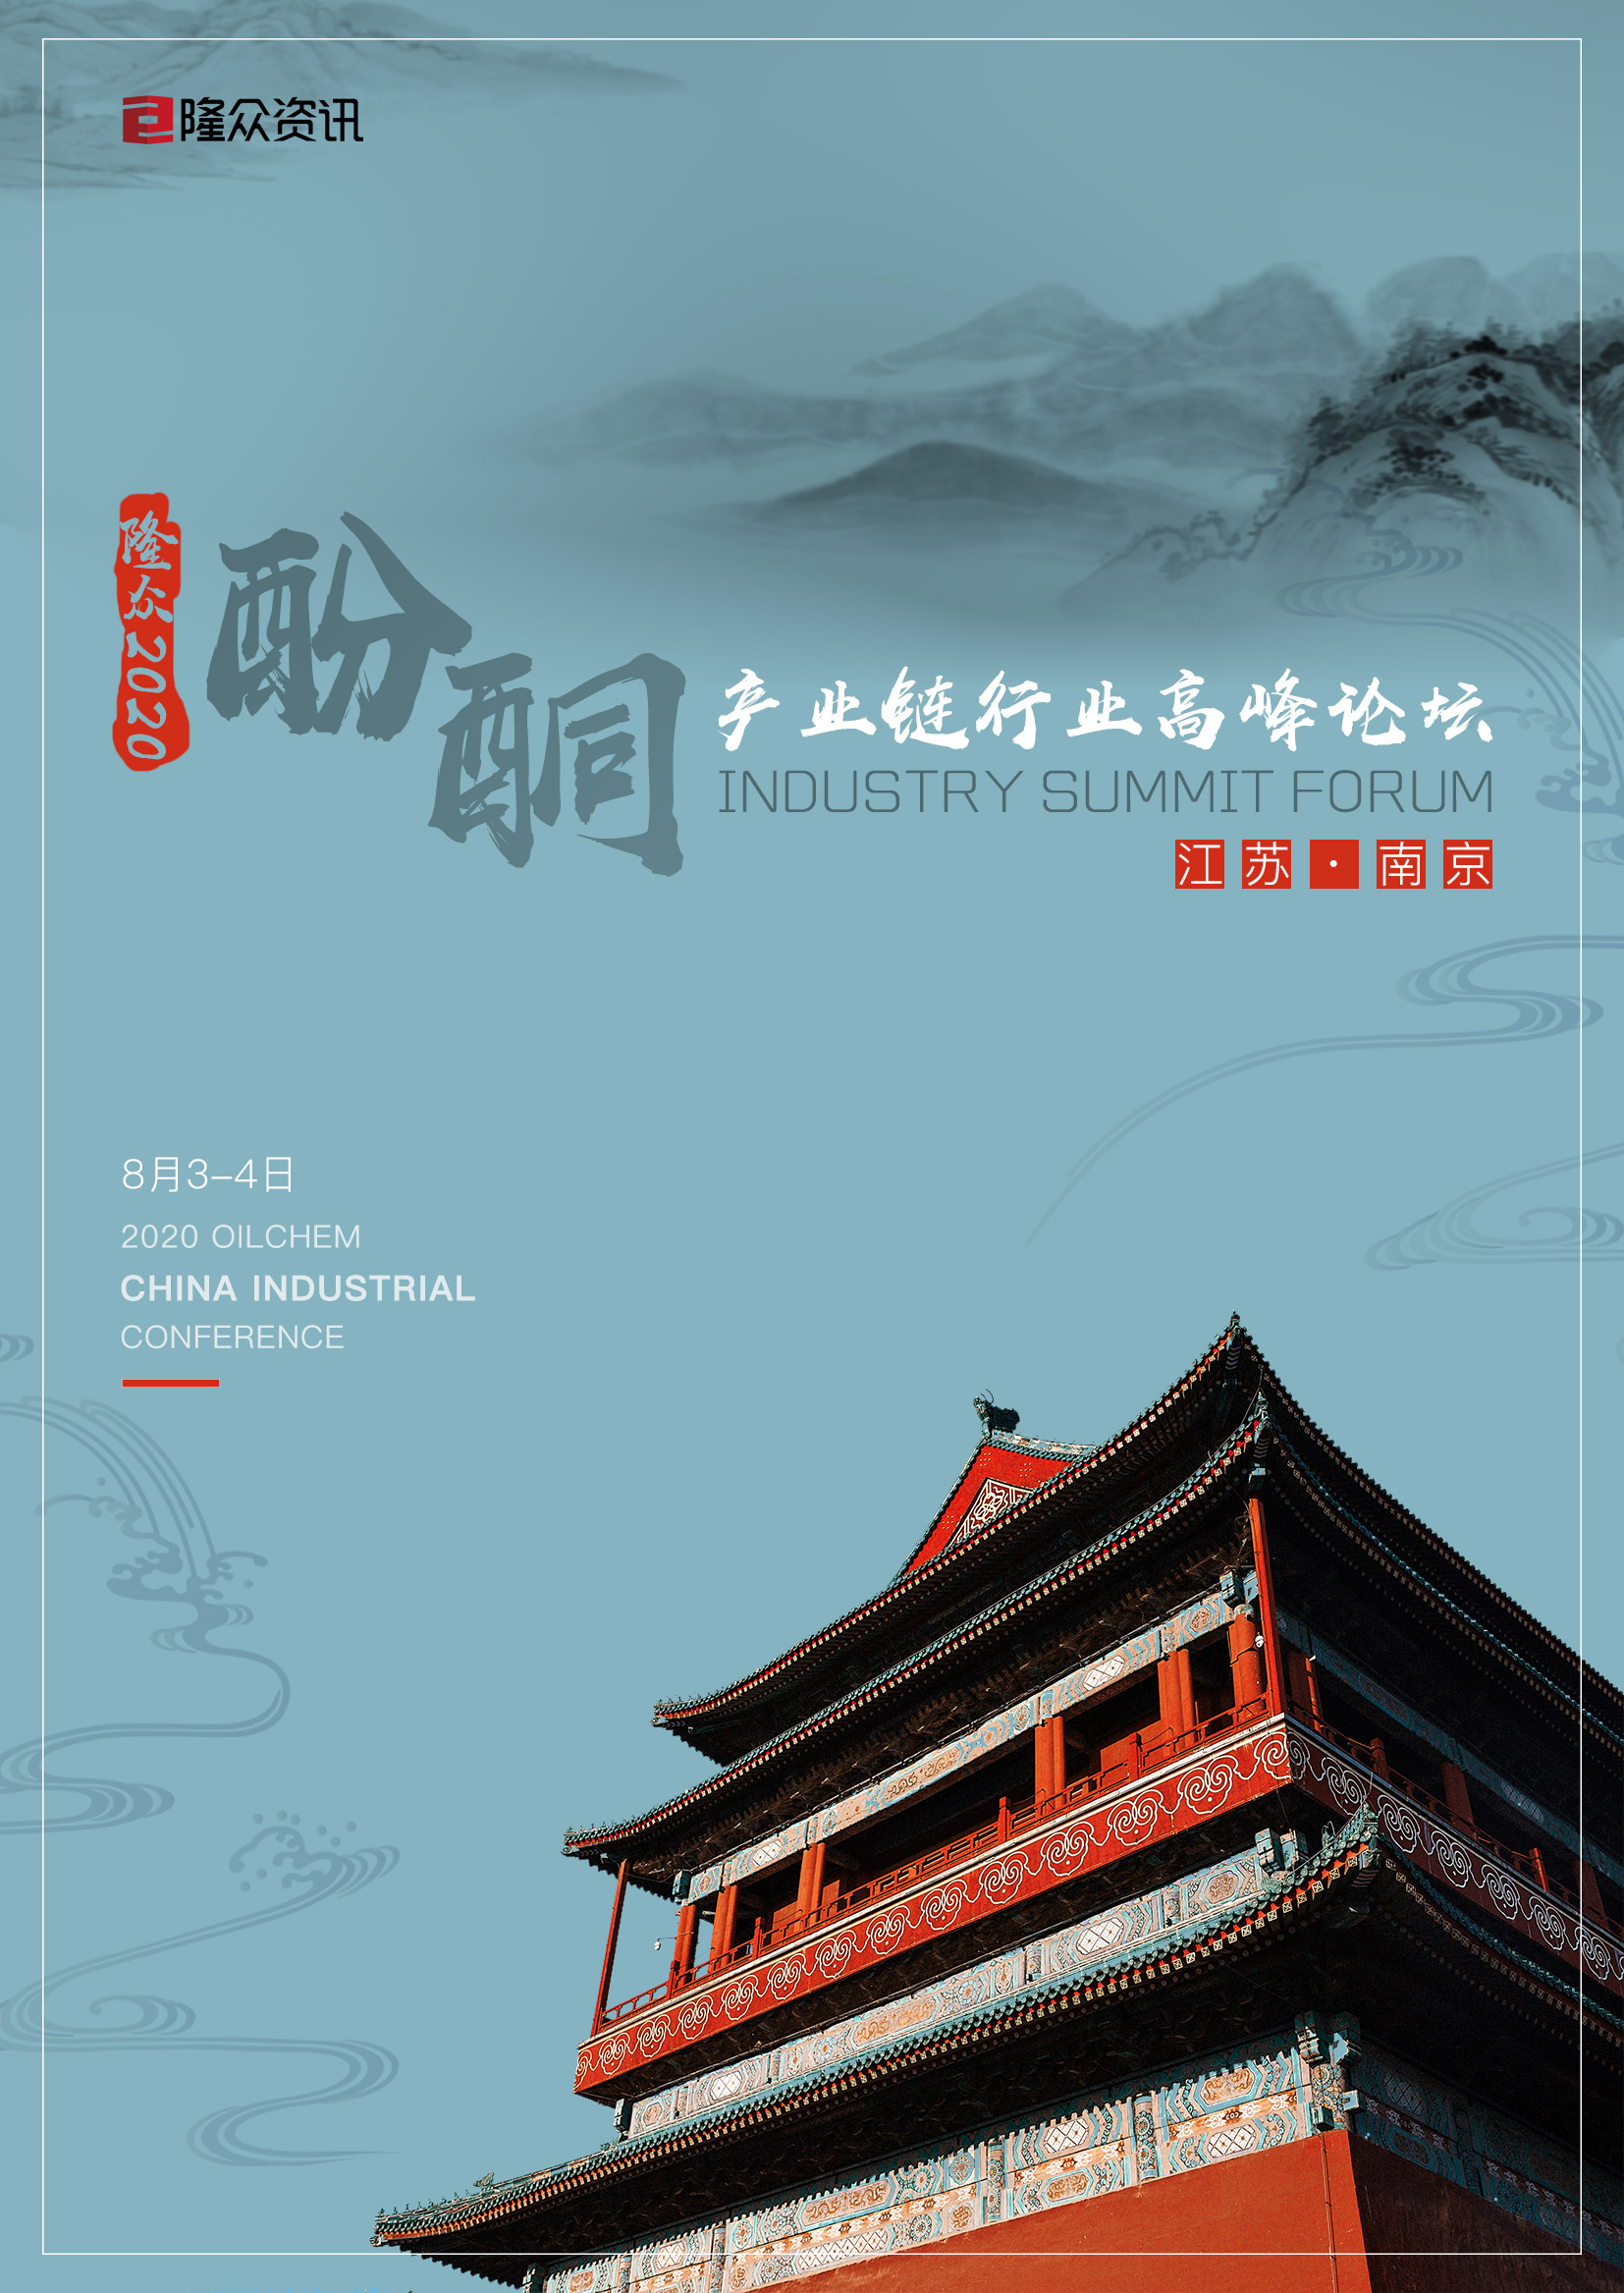 隆众资讯
隆众2020
酚酮
产业链行业高峰论坛
INDUSTRY SUMMIT FORUM
江苏·南京
8月3–4日
2020 OILCHEM
CHINA INDUSTRIAL
CONFERENCE